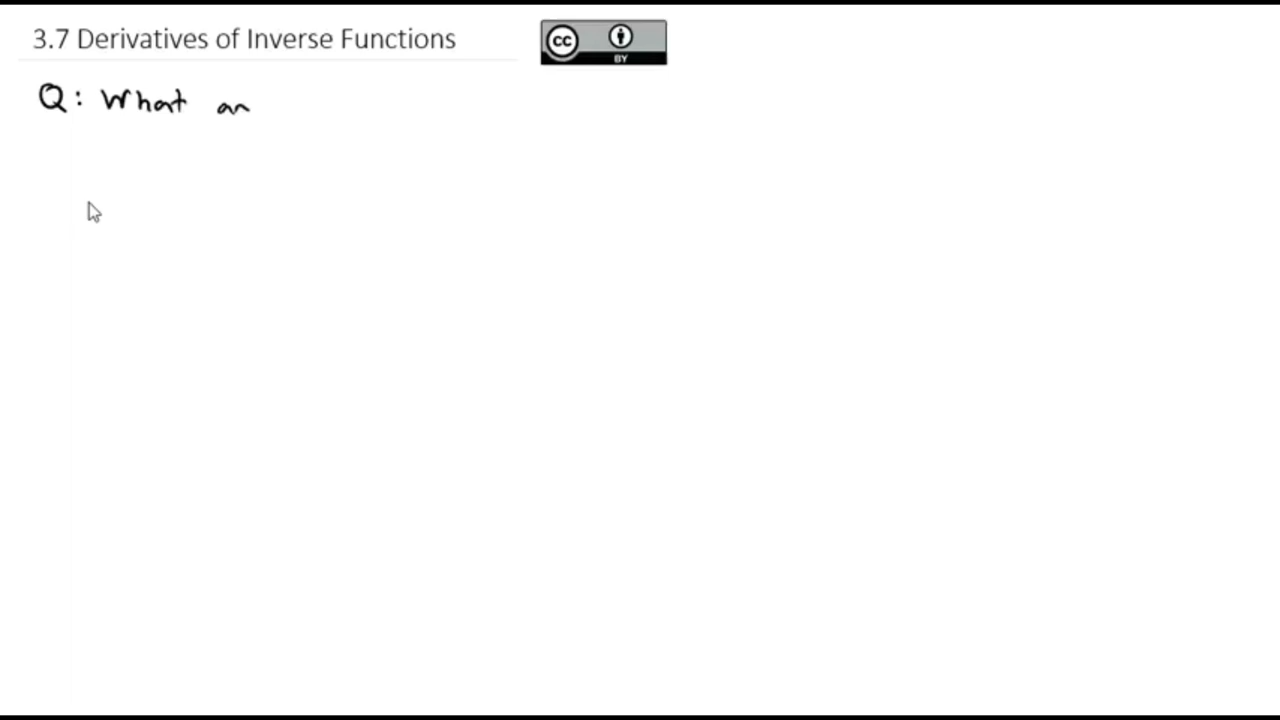 3.7 Derivatives of Inverse Functions
cc BY
Q: What an